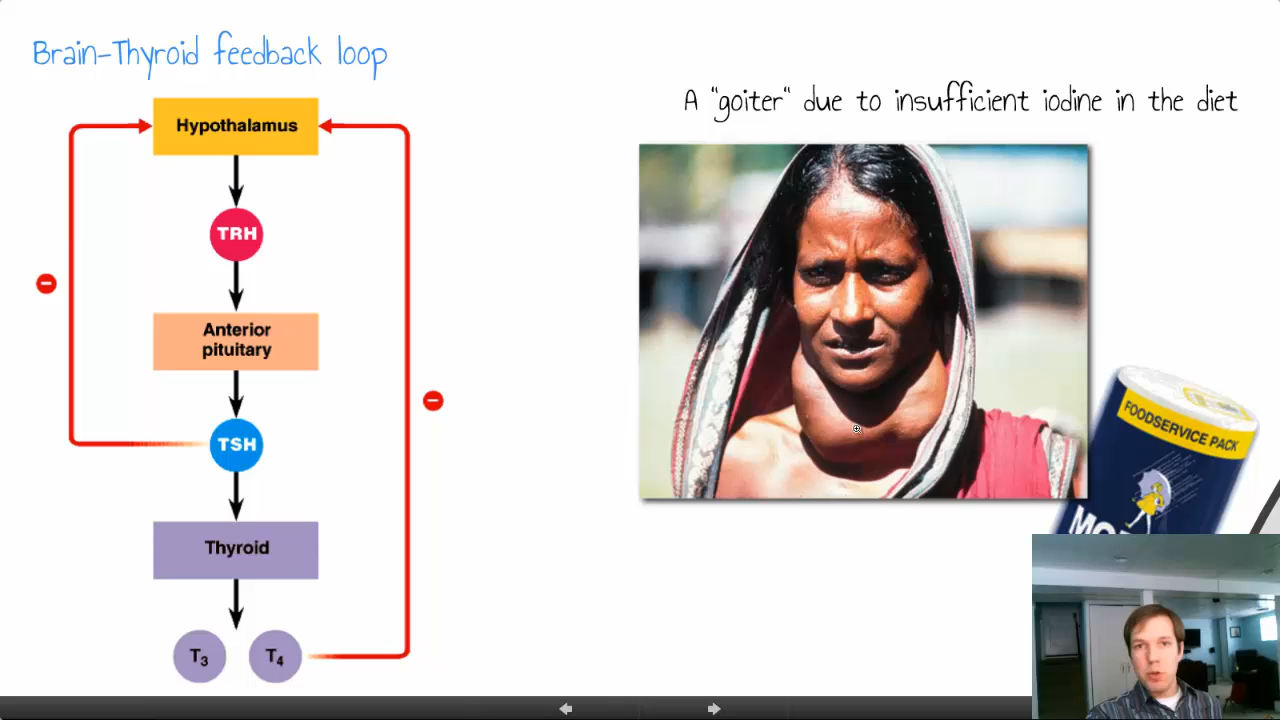 Brain-Thyroid feedback loop
A "goiter" due to insufficient iodine in the diet
Hypothalamus
TRH
Anterior
pituitary
TSH
Thyroid
T3
T4
FOODSERVICE PACK